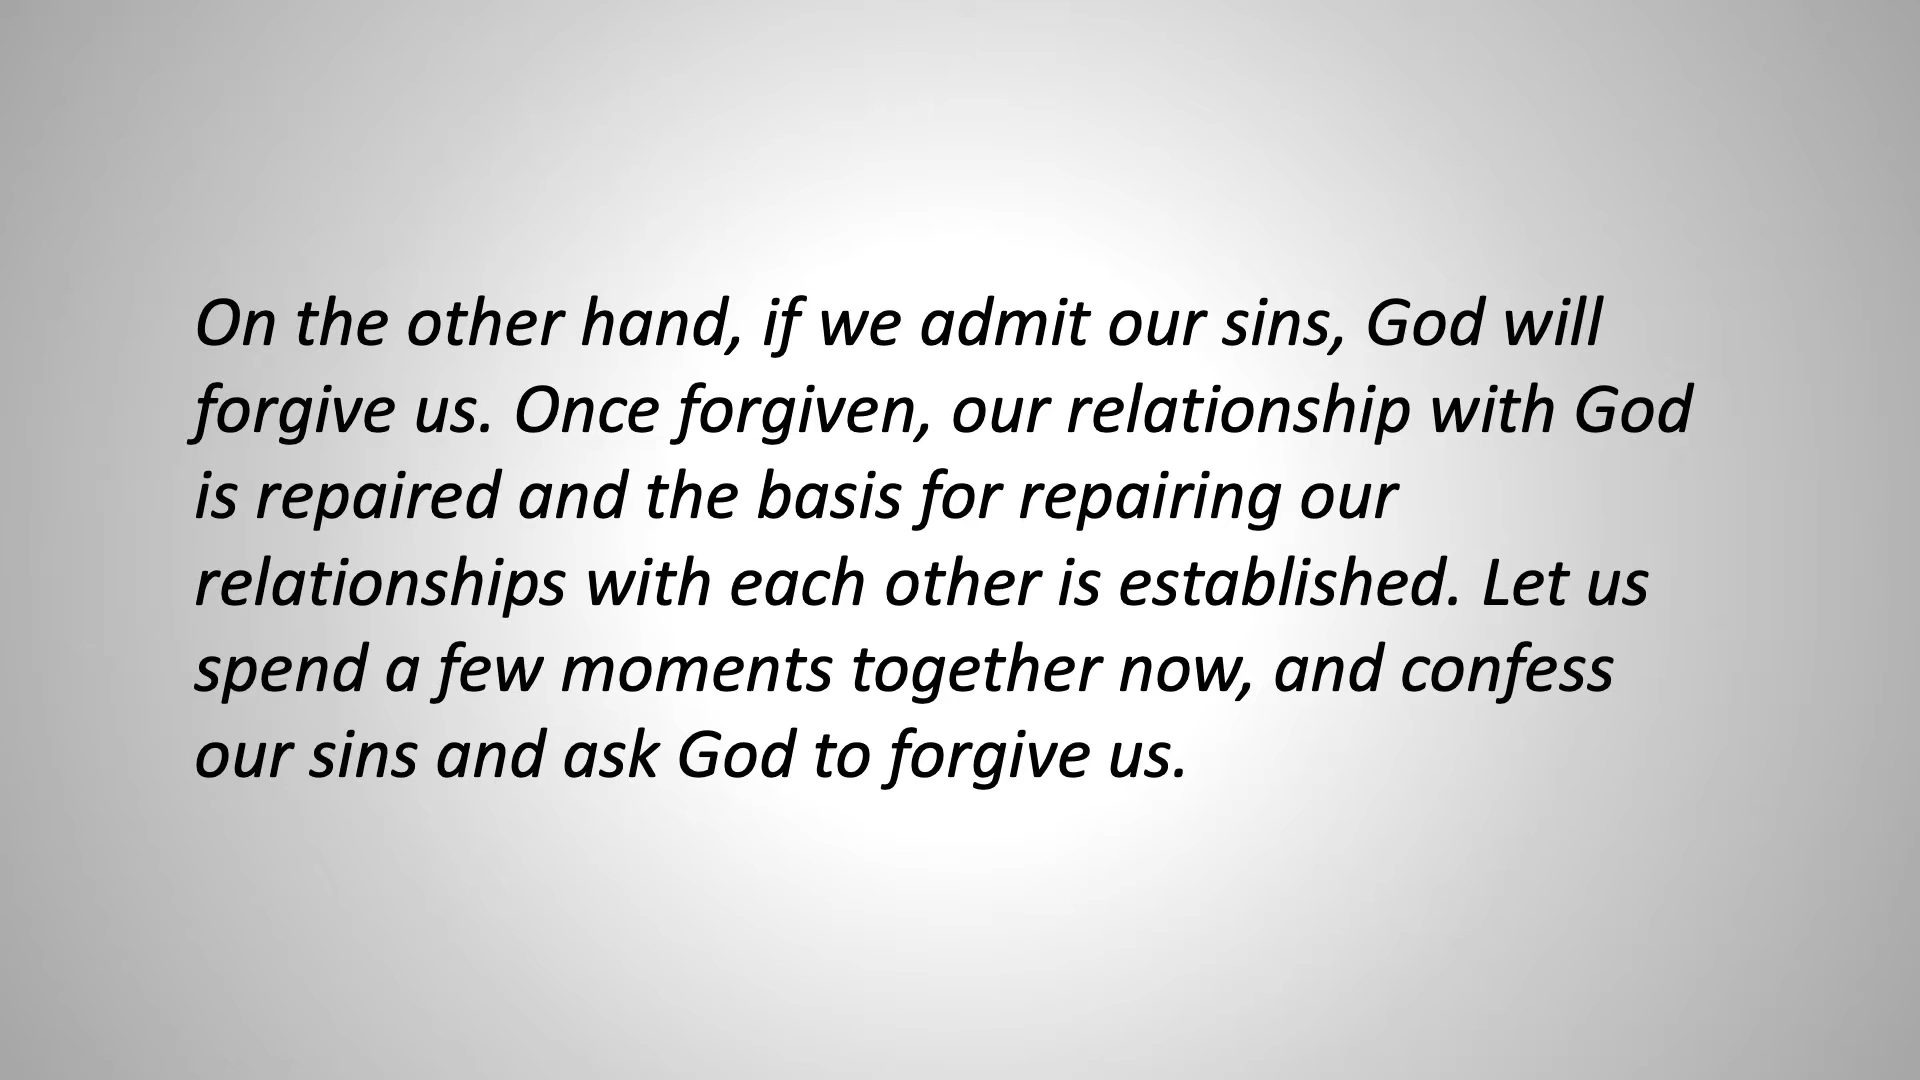 On the other hand, if we admit our sins, God will
forgive us. Once forgiven, our relationship with God
is repaired and the basis for repairing our
relationships with each other is established. Let us
spend a few moments together now, and confess
our sins and ask God to forgive us.